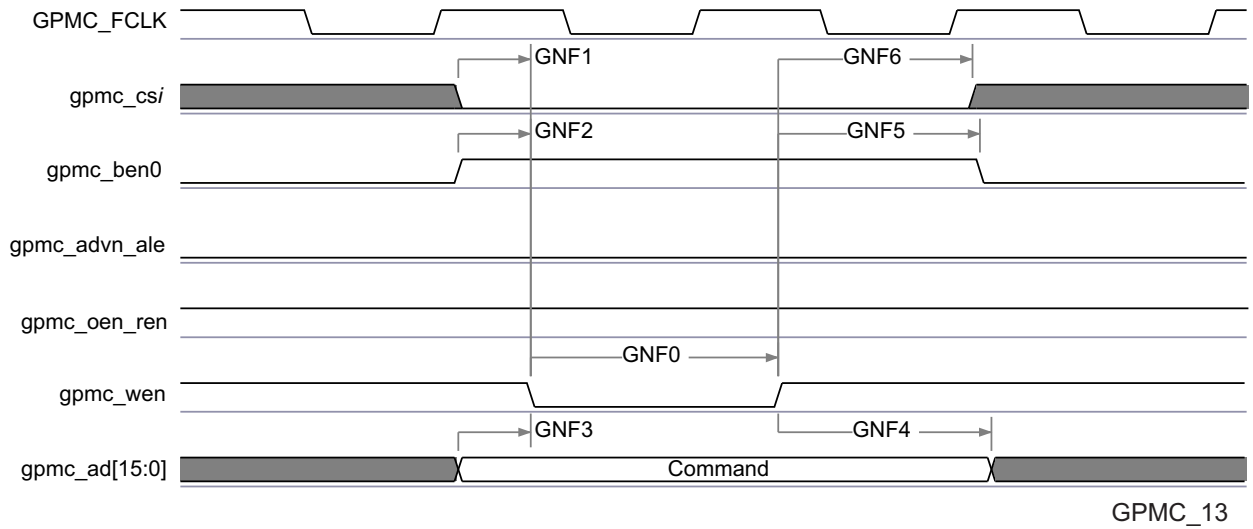 GPMC_FCLK
GNF1
GNF6
gpmc_csi
GNF2
GNF5
gpmc_ben0
gpmc_advn_ale
gpmc_oen_ren
GNF0
gpmc_wen
GNF3
GNF4
gpmc_ad[15:0]
Command
GPMC_13